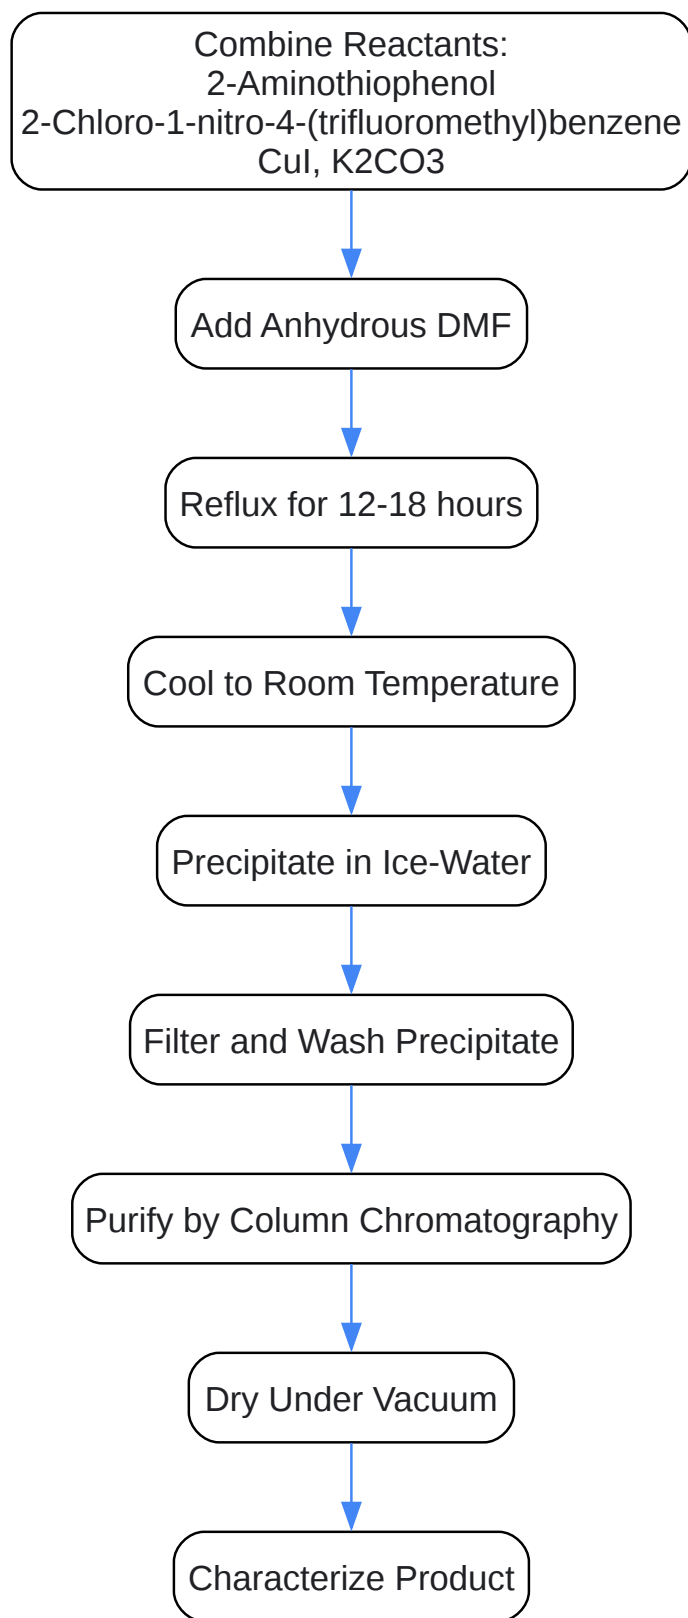 Combine Reactants:
2-Aminothiophenol
2-Chloro-1-nitro-4-(trifluoromethyl)benzene
CuI, K2CO3
Add Anhydrous DMF
Reflux for 12-18 hours
Cool to Room Temperature
Precipitate in Ice-Water
Filter and Wash Precipitate
Purify by Column Chromatography
Dry Under Vacuum
Characterize Product